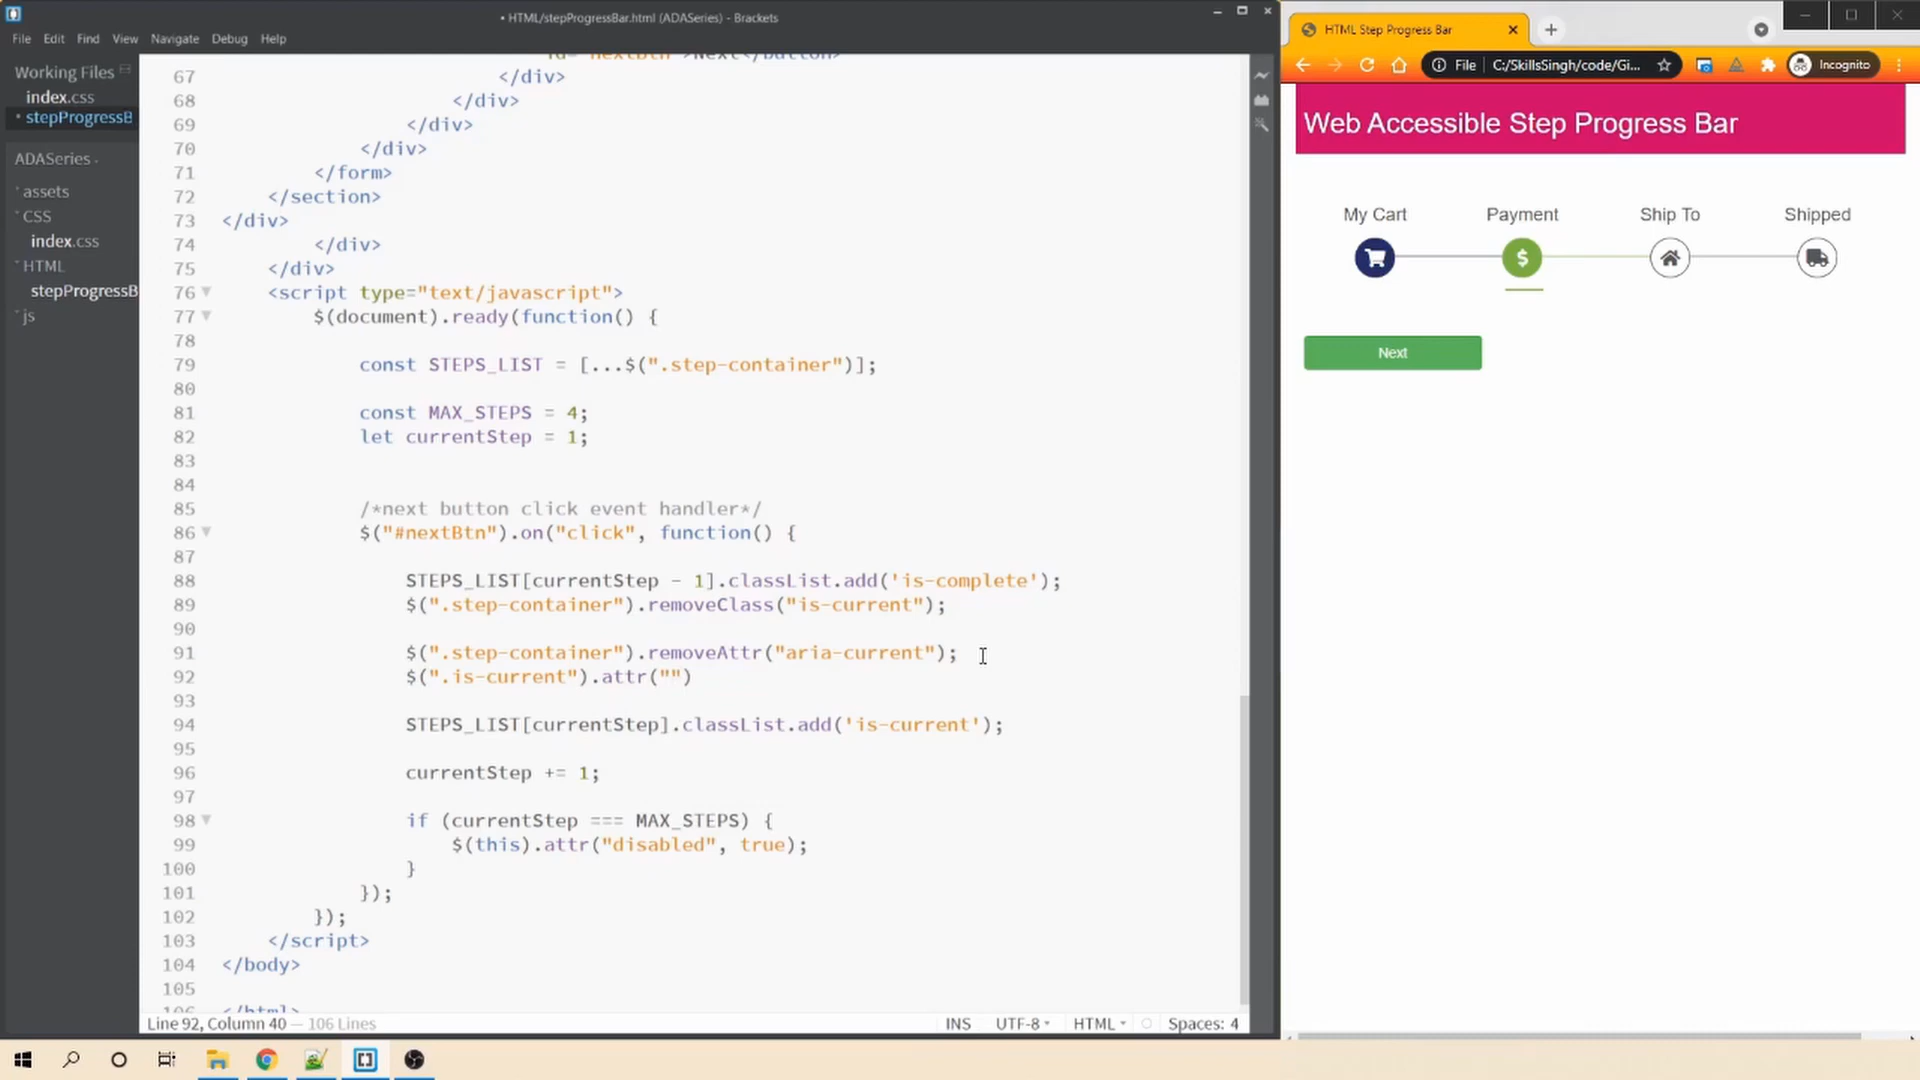 • HTML/stepProgressBar.html (ADASeries) - Brackets
File Edit Find View Navigate Debug Help
Working Files
index.css
• stepProgressB
ADASeries
assets
CSS
index.css
HTML
stepProgressB
js
67 </div>
68 </div>
69 </div>
70 </div>
71 </form>
72 </section>
73 </div>
74 </div>
75 </div>
76 <script type="text/javascript">
77 $(document).ready(function() {
78
79 const STEPS_LIST = [...$(".step-container")];
80
81 const MAX_STEPS = 4;
82 let currentStep = 1;
83
84
85 /*next button click event handler*/
86 $("#nextBtn").on("click", function() {
87
88 STEPS_LIST[currentStep - 1].classList.add('is-complete');
89 $(".step-container").removeClass("is-current");
90
91 $(".step-container").removeAttr("aria-current");
92 $(".is-current").attr("")
93
94 STEPS_LIST[currentStep].classList.add('is-current');
95
96 currentStep += 1;
97
98 if (currentStep === MAX_STEPS) {
99 $(this).attr("disabled", true);
100 }
101 });
102 });
103 </script>
104 </body>
105
Line 92, Column 40 — 106 Lines
INS UTF-8 HTML Spaces: 4
HTML Step Progress Bar
File C:/SkillsSingh/code/Gi... Incognito
Web Accessible Step Progress Bar
My Cart Payment Ship To Shipped
$
Next